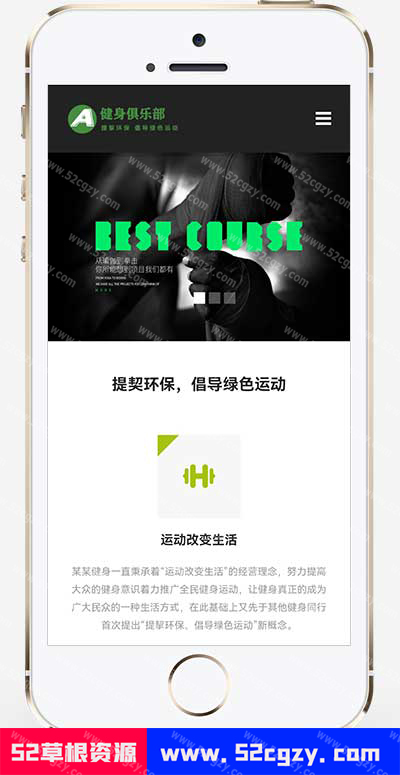 健身俱乐部
提挈环保 倡导绿色运动
BEST COURSE
从瑜伽到拳击
你所能想到项目我们都有
FROM YOGA TO BOXING
WE HAVE ALL THE PROJECTS YOU CAN THINK OF
MORE
提契环保，倡导绿色运动
运动改变生活
某某健身一直秉承着“运动改变生活”的经营理念，努力提高
大众的健身意识着力推广全民健身运动，让健身真正的成为
广大民众的一种生活方式，在此基础上又先于其他健身同行
首次提出“提挈环保、倡导绿色运动”新概念。
52草根资源
www.52cgzy.com